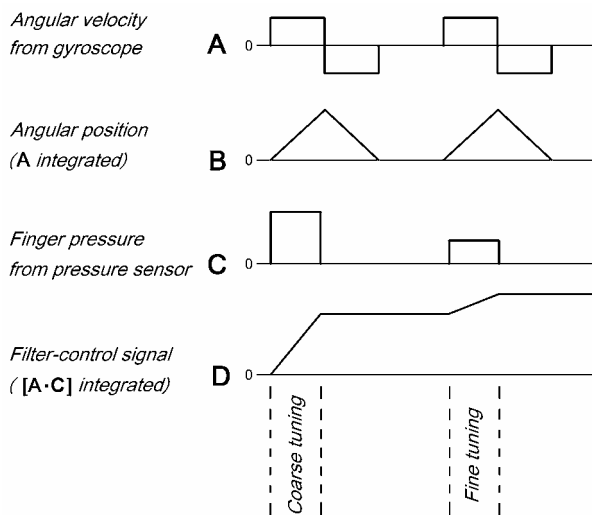 Angular velocity
from gyroscope
A
0
Angular position
(A integrated)
B
0
Finger pressure
from pressure sensor
C
0
Filter-control signal
( [A·C] integrated)
D
0
Coarse tuning
Fine tuning